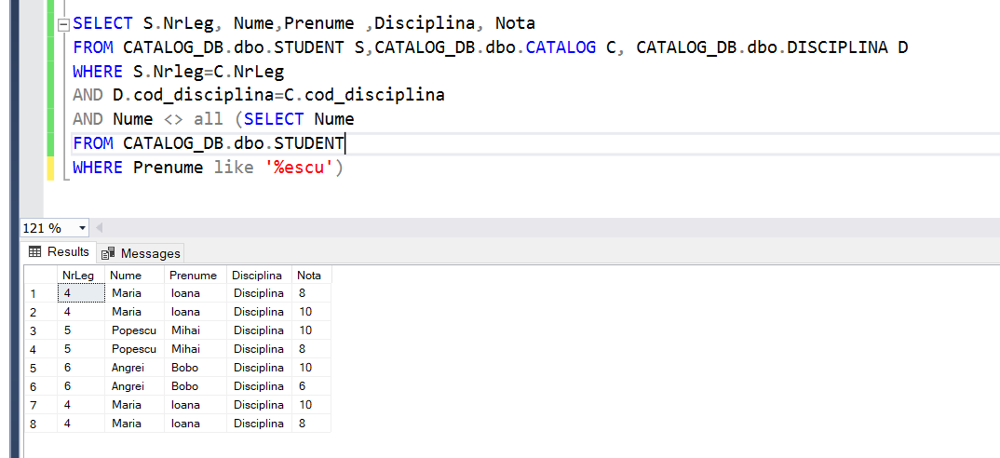 SELECT S.NrLeg, Nume,Prenume ,Disciplina, Nota
FROM CATALOG_DB.dbo.STUDENT S,CATALOG_DB.dbo.CATALOG C, CATALOG_DB.dbo.DISCIPLINA D
WHERE S.Nrleg=C.NrLeg
AND D.cod_disciplina=C.cod_disciplina
AND Nume <> all (SELECT Nume
FROM CATALOG_DB.dbo.STUDENT
WHERE Prenume like '%escu')
121 %
Results Messages
NrLeg Nume Prenume Disciplina Nota
1 4 Maria Ioana Disciplina 8
2 4 Maria Ioana Disciplina 10
3 5 Popescu Mihai Disciplina 10
4 5 Popescu Mihai Disciplina 8
5 6 Angrei Bobo Disciplina 10
6 6 Angrei Bobo Disciplina 6
7 4 Maria Ioana Disciplina 10
8 4 Maria Ioana Disciplina 8